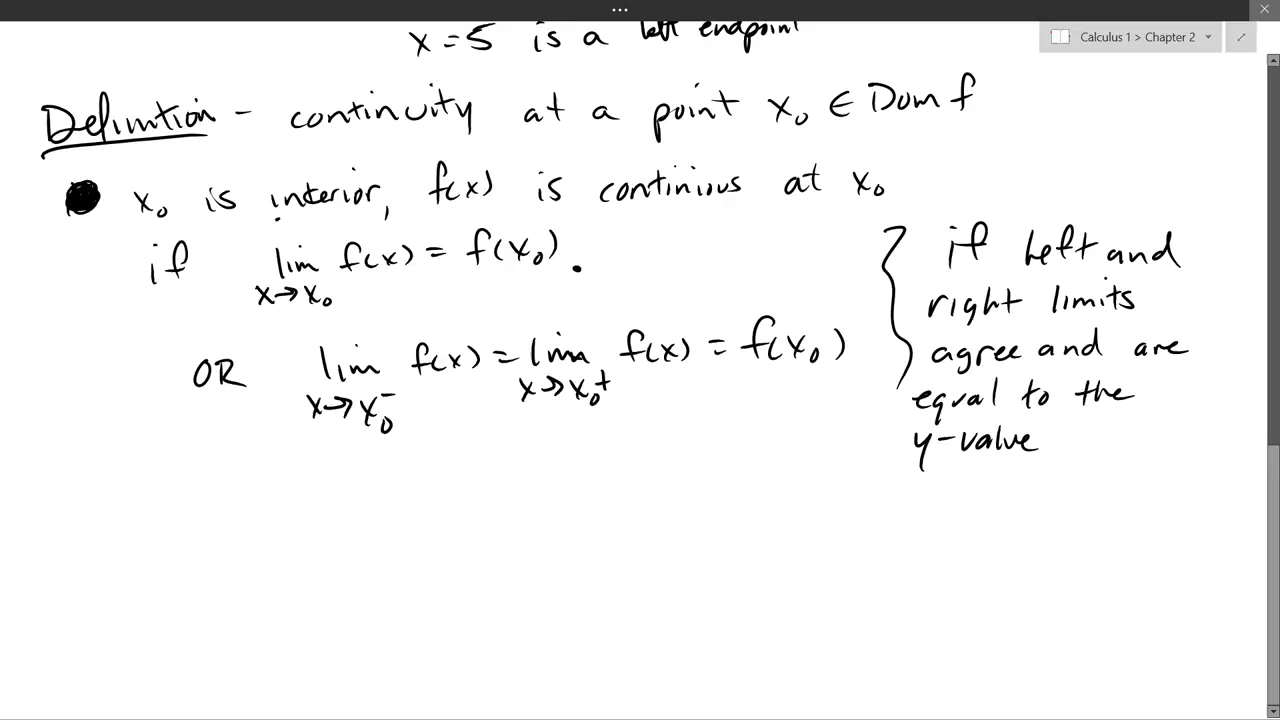 Calculus 1 > Chapter 2
x = 5 is a left endpoint
Definition - continuity at a point x₀ ∈ Dom f
x₀ is interior, f(x) is continious at x₀
if lim f(x) = f(x₀).
x→x₀
OR lim f(x) = lim f(x) = f(x₀)
x→x₀⁻ x→x₀⁺
if left and
right limits
agree and are
equal to the
y-value